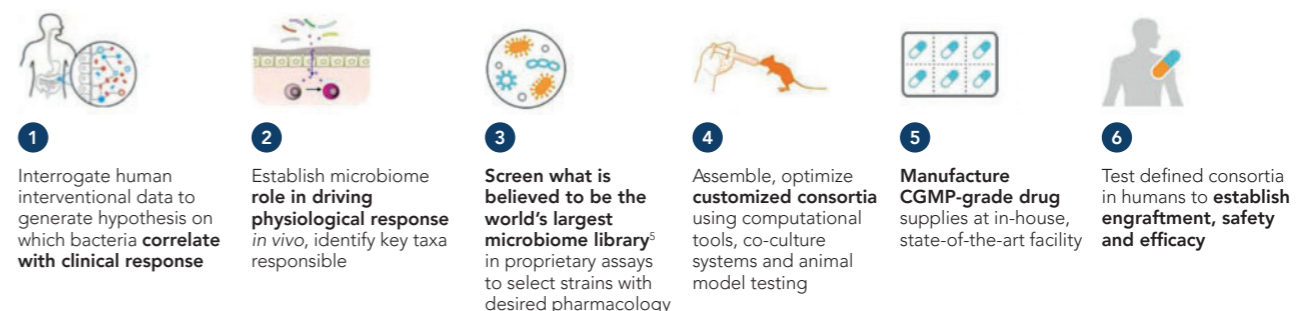 1
Interrogate human
interventional data to
generate hypothesis on
which bacteria correlate
with clinical response
2
Establish microbiome
role in driving
physiological response
in vivo, identify key taxa
responsible
3
Screen what is
believed to be the
world's largest
microbiome library5
in proprietary assays
to select strains with
desired pharmacology
4
Assemble, optimize
customized consortia
using computational
tools, co-culture
systems and animal
model testing
5
Manufacture
CGMP-grade drug
supplies at in-house,
state-of-the-art facility
6
Test defined consortia
in humans to establish
engraftment, safety
and efficacy